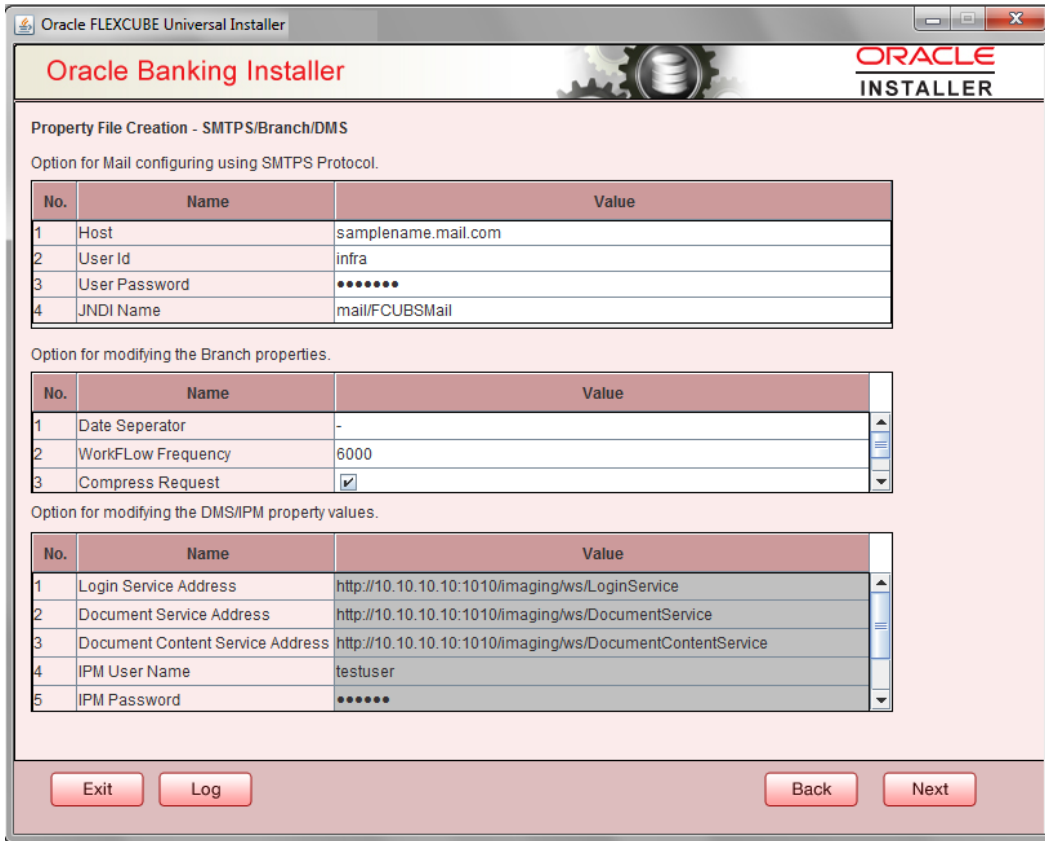 Oracle FLEXCUBE Universal Installer
Oracle Banking Installer
ORACLE
INSTALLER
Property File Creation - SMTPS/Branch/DMS
Option for Mail configuring using SMTPS Protocol.
No. Name Value
1 Host samplename.mail.com
2 User Id infra
3 User Password •••••••
4 JNDI Name mail/FCUBSMail
Option for modifying the Branch properties.
No. Name Value
1 Date Seperator -
2 WorkFLow Frequency 6000
3 Compress Request
Option for modifying the DMS/IPM property values.
No. Name Value
1 Login Service Address http://10.10.10.10:1010/imaging/ws/LoginService
2 Document Service Address http://10.10.10.10:1010/imaging/ws/DocumentService
3 Document Content Service Address http://10.10.10.10:1010/imaging/ws/DocumentContentService
4 IPM User Name testuser
5 IPM Password ••••••
Exit Log Back Next